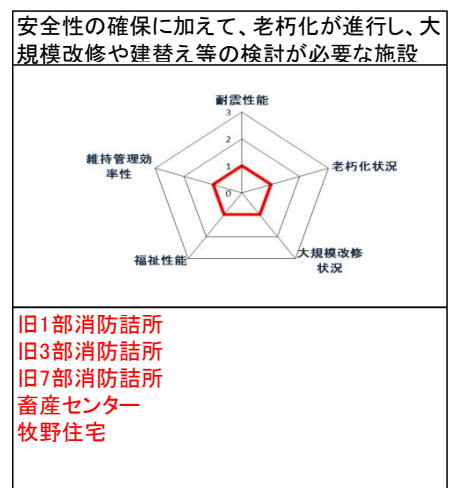 安全性の確保に加えて、老朽化が進行し、大
規模改修や建替え等の検討が必要な施設
耐震性能
3
2
1
0
維持管理効
率性
老朽化状況
福祉性能
大規模改修
状況
旧1部消防詰所
旧3部消防詰所
旧7部消防詰所
畜産センター
牧野住宅